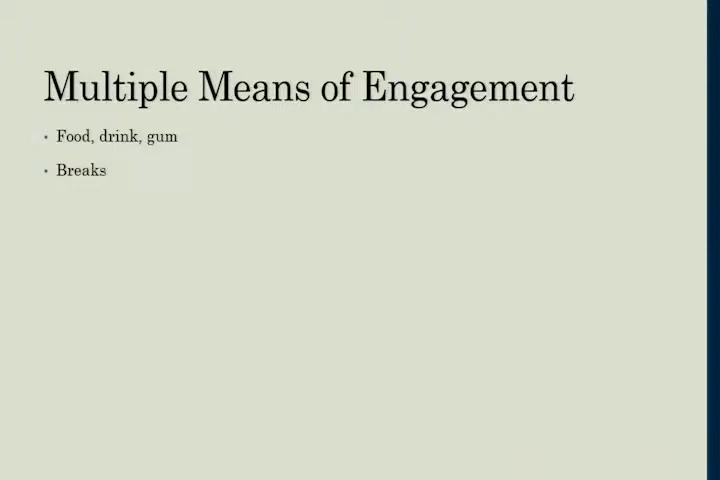 Multiple Means of Engagement
• Food, drink, gum
• Breaks